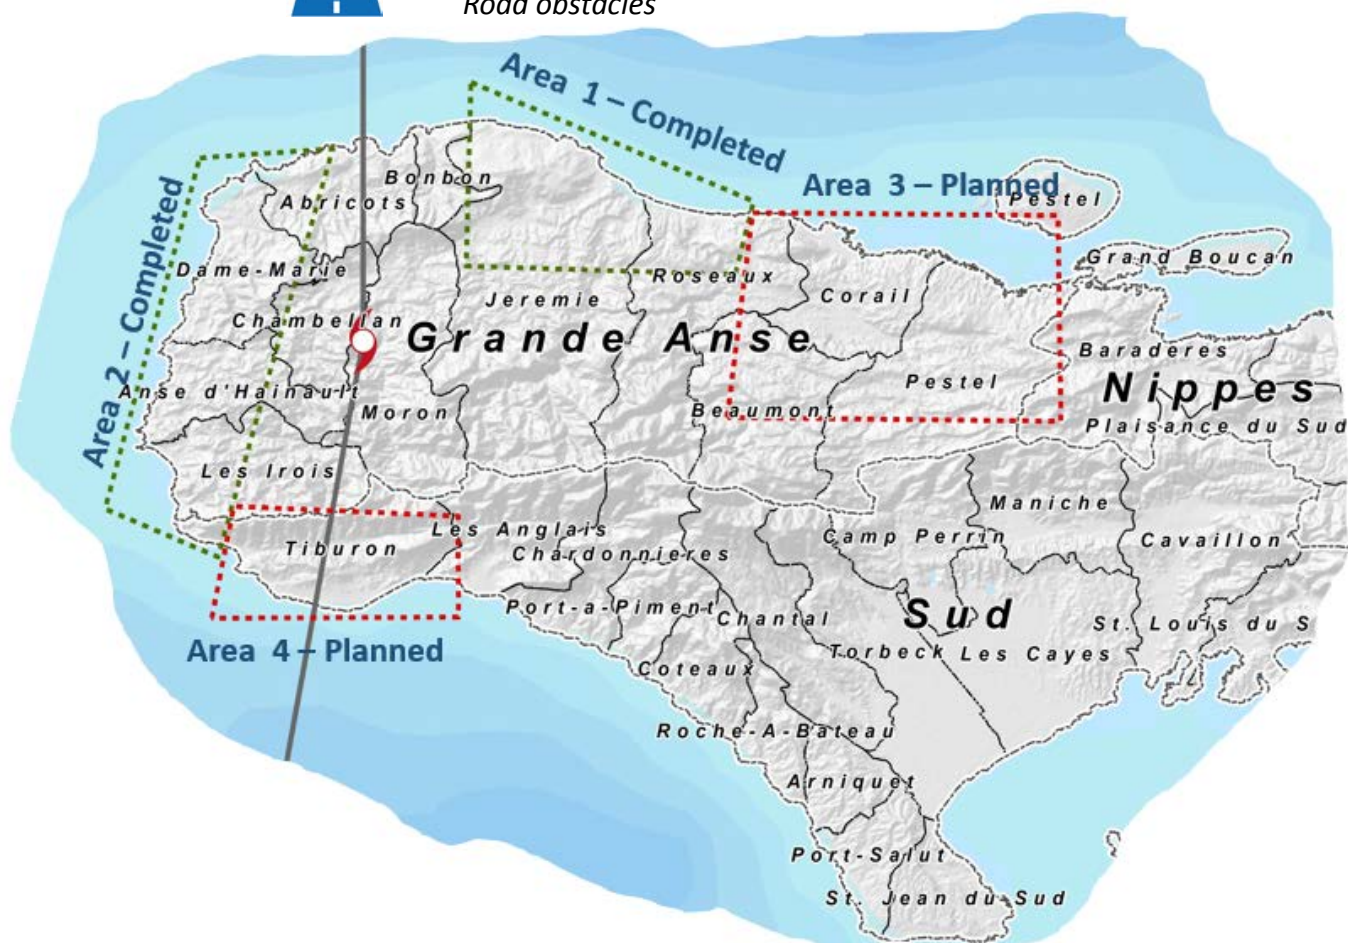 Road obstacles
Area 1 – Completed
Area 3 – Planned
Bonbon
Abricots
Pestel
Area 2 – Completed
Dame-Marie
Grand Boucan
Roseaux
Jeremie
Corail
Chambellan
Grande Anse
Baraderes
Pestel
Nippes
Anse d'Hainault
Moron
Beaumont
Plaisance du Sud
Les Irois
Maniche
Les Anglais
Tiburon
Chardonnieres
Camp Perrin
Cavaillon
Port-a-Piment
Chantal
Sud
St. Louis du S
Area 4 – Planned
Torbeck
Les Cayes
Coteaux
Roche-A-Bateau
Arniquet
Port-Salut
St. Jean du Sud